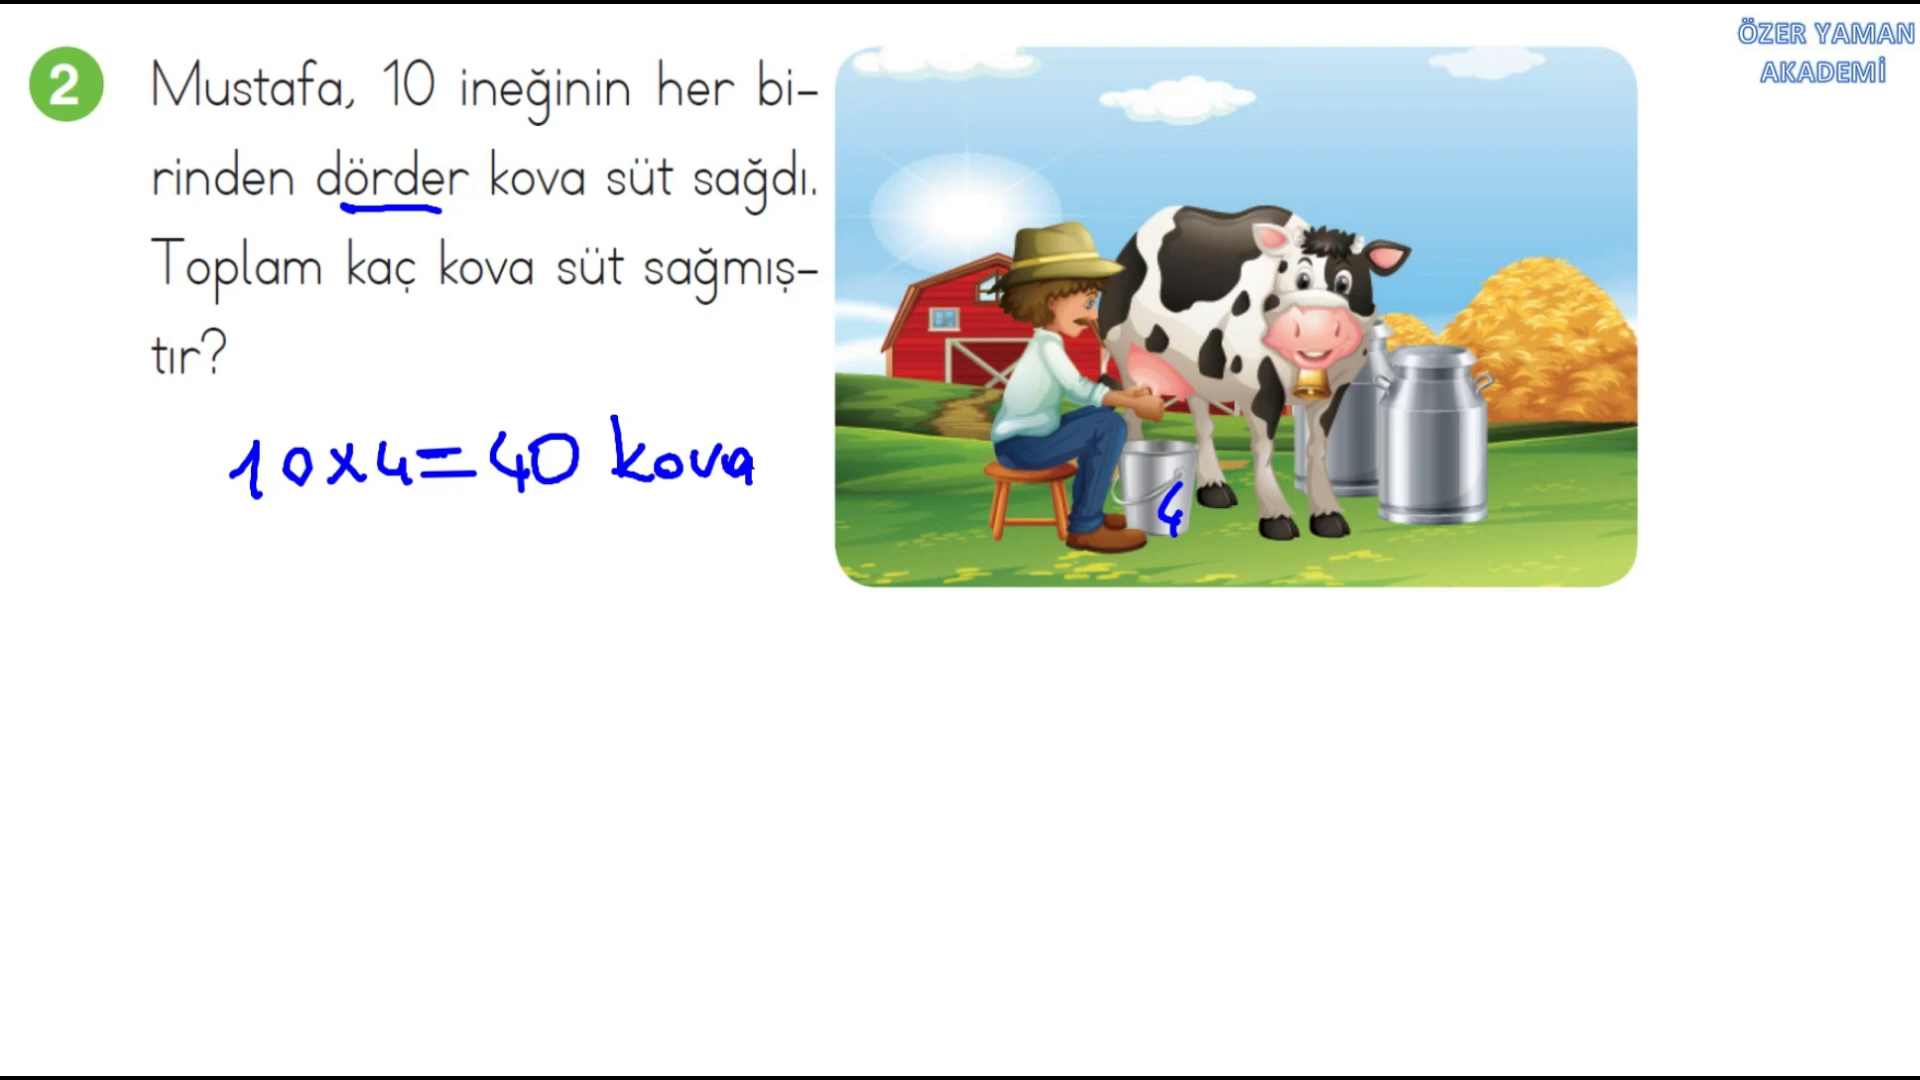 ÖZER YAMAN
AKADEMİ
2
Mustafa, 10 ineğinin her bi-
rinden dörder kova süt sağdı.
Toplam kaç kova süt sağmış-
tır?
10x4=40 kova
4